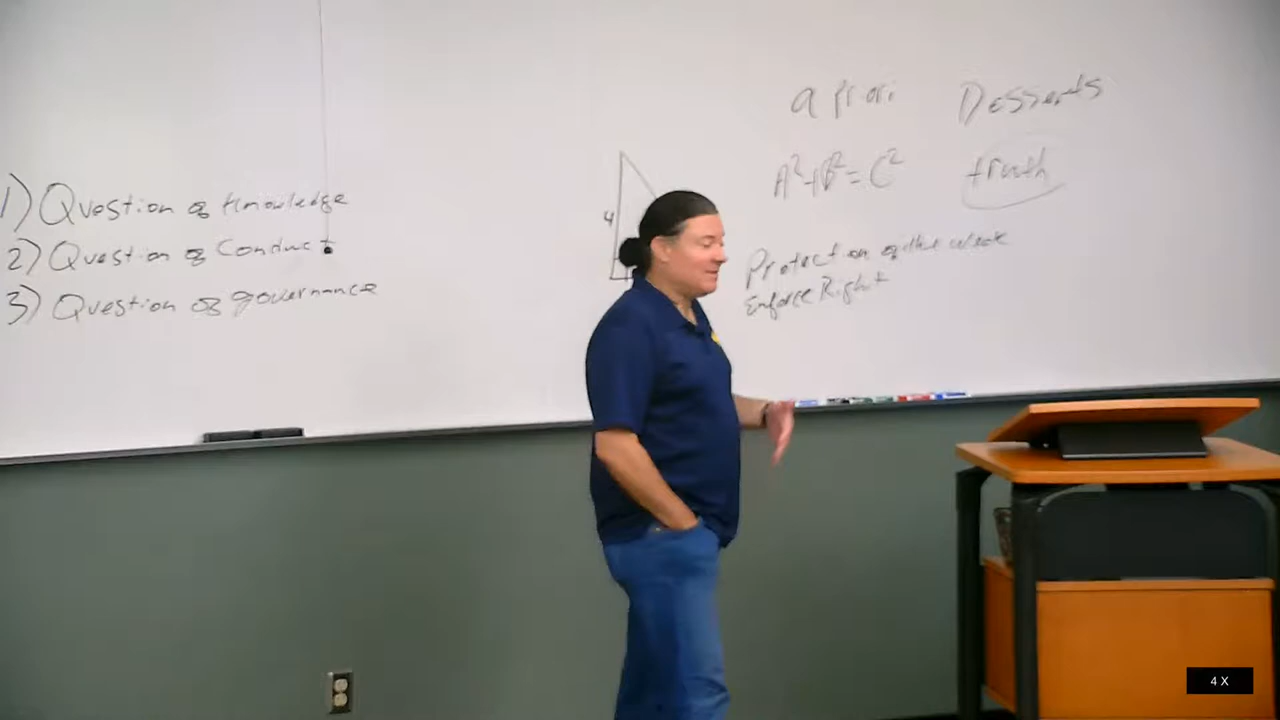 1) Question of Knowledge
2) Question of Conduct
3) Question of governance
4
a Priori Desserts
A²+B²=C² truth
Protection of the weak
Enforce Right
4 X